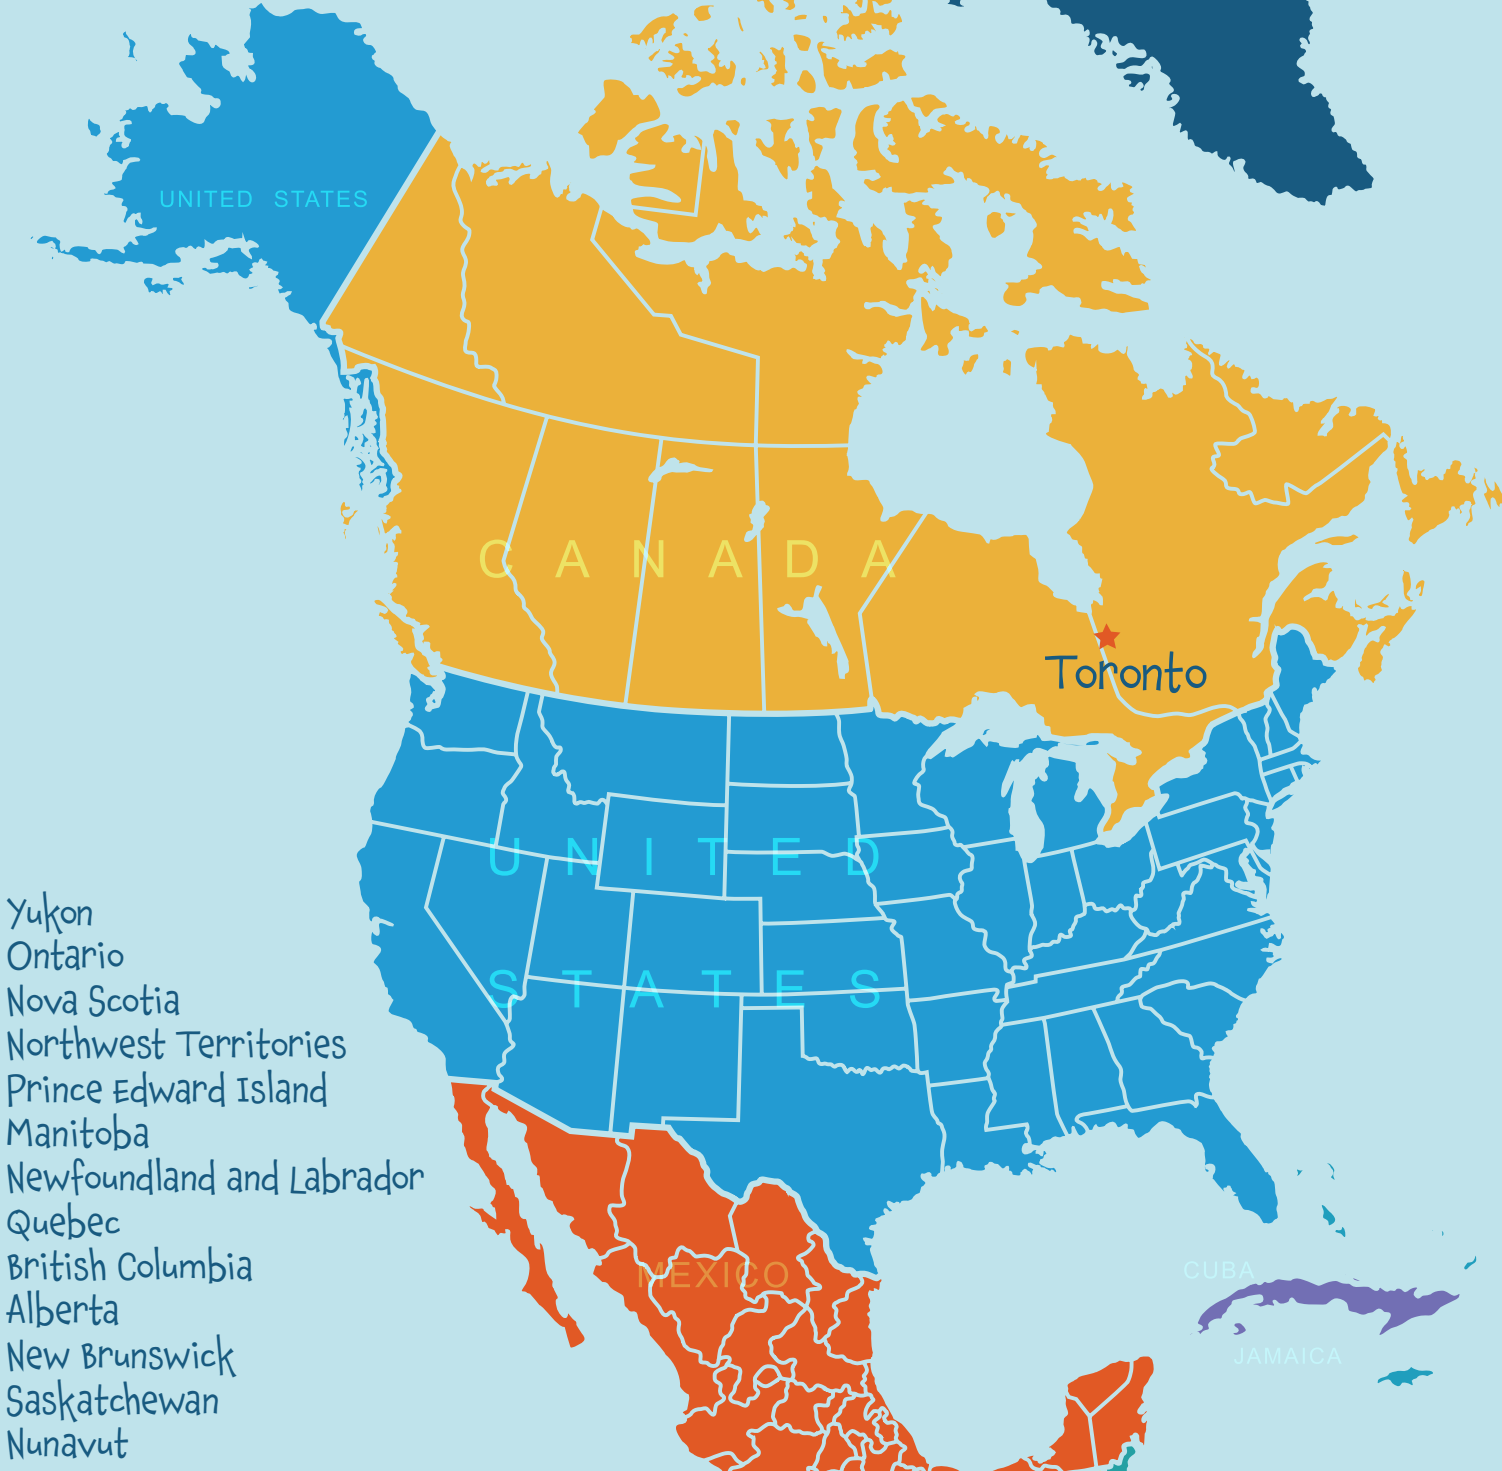 UNITED STATES
CANADA
Toronto
UNITED
STATES
Yukon
Ontario
Nova Scotia
Northwest Territories
Prince Edward Island
Manitoba
Newfoundland and Labrador
Quebec
British Columbia
Alberta
New Brunswick
Saskatchewan
Nunavut
MEXICO
CUBA
JAMAICA